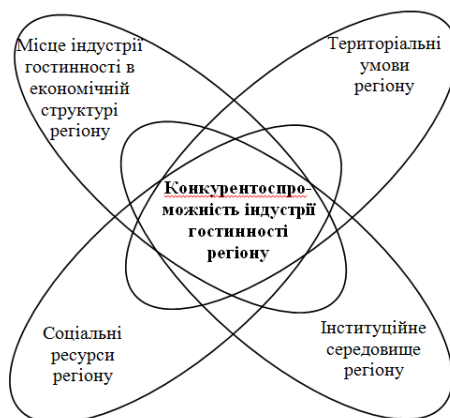 Місце індустрії
гостинності в
економічній
структурі
регіону
Територіальні
умови
регіону
Конкурентоспро-
можність індустрії
гостинності
регіону
Соціальні
ресурси
регіону
Інституційне
середовище
регіону